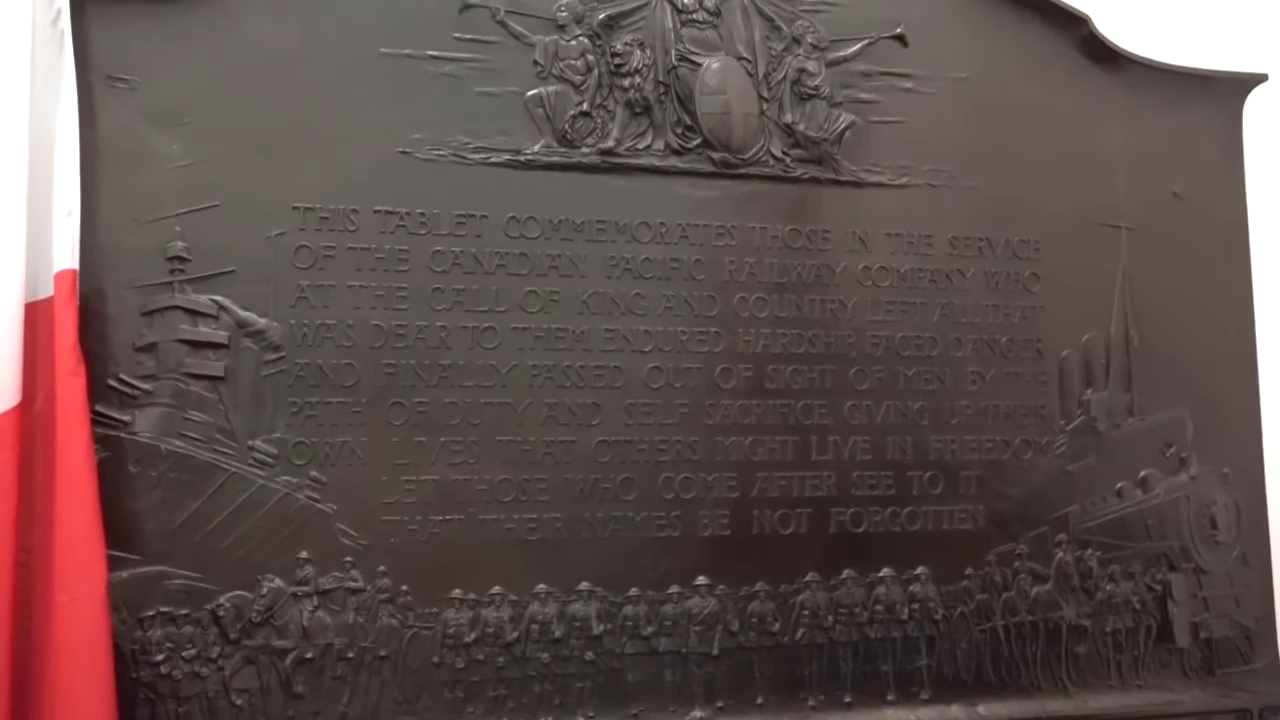 THIS TABLET COMMEMORATES THOSE IN THE SERVICE
OF THE CANADIAN PACIFIC RAILWAY COMPANY WHO
AT THE CALL OF KING AND COUNTRY LEFT ALL THAT
WAS DEAR TO THEM, ENDURED HARDSHIP, FACED DANGER
AND FINALLY PASSED OUT OF SIGHT OF MEN BY THE
PATH OF DUTY AND SELF SACRIFICE, GIVING UP THEIR
OWN LIVES THAT OTHERS MIGHT LIVE IN FREEDOM
LET THOSE WHO COME AFTER SEE TO IT
THAT THEIR NAMES BE NOT FORGOTTEN